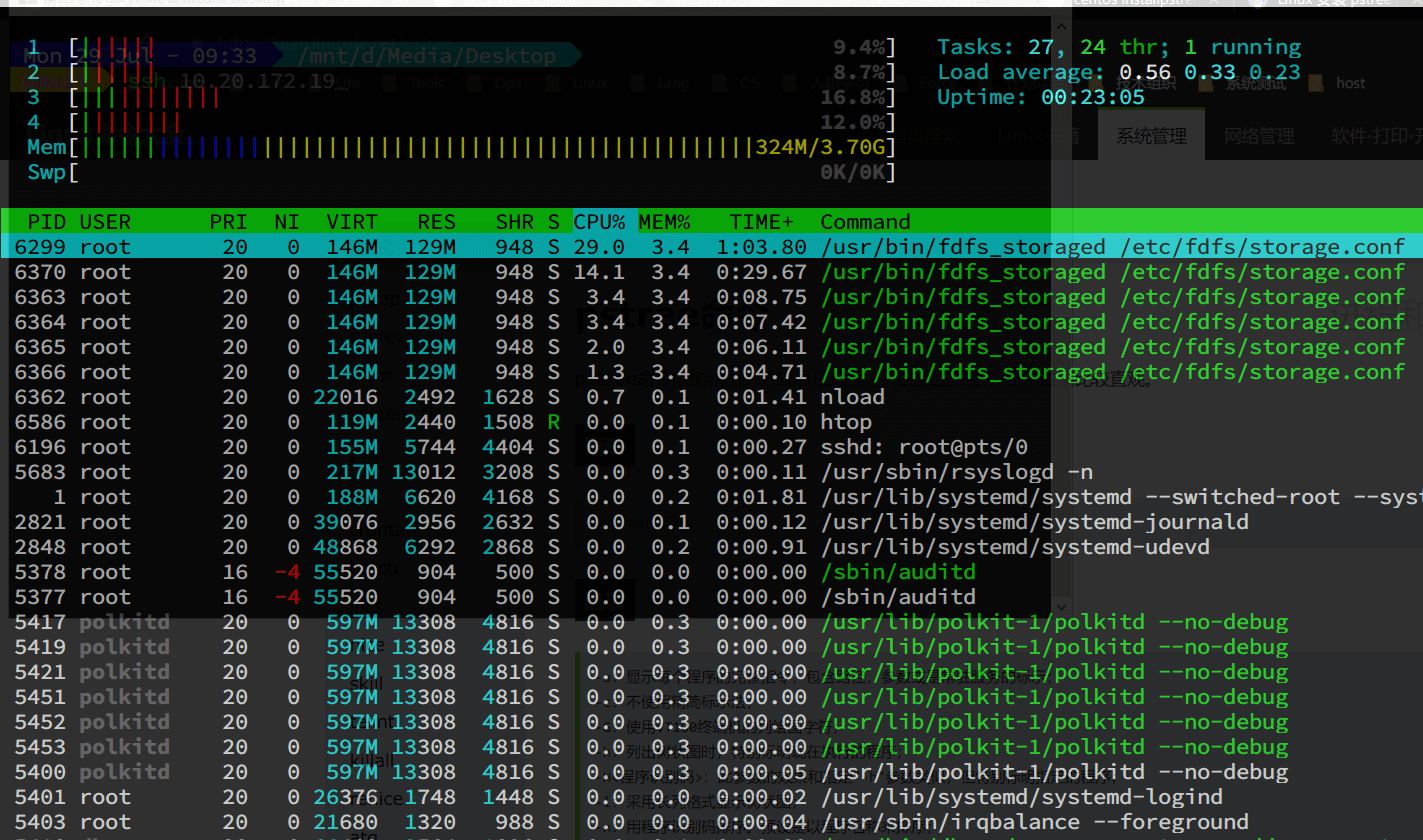 1 [||||||| 9.4%] Tasks: 27, 24 thr; 1 running
2 [||||||| 8.7%] Load average: 0.56 0.33 0.23
3 [||||||||||| 16.8%] Uptime: 00:23:05
4 [|||||||| 12.0%]
Mem[||||||||||||||||||||||||||||||||||||||||||||||||||||324M/3.70G]
Swp[ 0K/0K]
Mon 29 Jul - 09:33 /mnt/d/Media/Desktop
ssh 10.20.172.19
host
系统管理 网络管理
PID USER PRI NI VIRT RES SHR S CPU% MEM% TIME+ Command
6299 root 20 0 146M 129M 948 S 29.0 3.4 1:03.80 /usr/bin/fdfs_storaged /etc/fdfs/storage.conf
6370 root 20 0 146M 129M 948 S 14.1 3.4 0:29.67 /usr/bin/fdfs_storaged /etc/fdfs/storage.conf
6363 root 20 0 146M 129M 948 S 3.4 3.4 0:08.75 /usr/bin/fdfs_storaged /etc/fdfs/storage.conf
6364 root 20 0 146M 129M 948 S 3.4 3.4 0:07.42 /usr/bin/fdfs_storaged /etc/fdfs/storage.conf
6365 root 20 0 146M 129M 948 S 2.0 3.4 0:06.11 /usr/bin/fdfs_storaged /etc/fdfs/storage.conf
6366 root 20 0 146M 129M 948 S 1.3 3.4 0:04.71 /usr/bin/fdfs_storaged /etc/fdfs/storage.conf
6362 root 20 0 22016 2492 1628 S 0.7 0.1 0:01.41 nload
6586 root 20 0 119M 2440 1508 R 0.0 0.1 0:00.10 htop
6196 root 20 0 155M 5744 4404 S 0.0 0.1 0:00.27 sshd: root@pts/0
5683 root 20 0 217M 13012 3208 S 0.0 0.3 0:00.11 /usr/sbin/rsyslogd -n
1 root 20 0 188M 6620 4168 S 0.0 0.2 0:01.81 /usr/lib/systemd/systemd --switched-root --syst
2821 root 20 0 39076 2956 2632 S 0.0 0.1 0:00.12 /usr/lib/systemd/systemd-journald
2848 root 20 0 48868 6292 2868 S 0.0 0.2 0:00.91 /usr/lib/systemd/systemd-udevd
5378 root 16 -4 55520 904 500 S 0.0 0.0 0:00.00 /sbin/auditd
5377 root 16 -4 55520 904 500 S 0.0 0.0 0:00.00 /sbin/auditd
5417 polkitd 20 0 597M 13308 4816 S 0.0 0.3 0:00.00 /usr/lib/polkit-1/polkitd --no-debug
5419 polkitd 20 0 597M 13308 4816 S 0.0 0.3 0:00.00 /usr/lib/polkit-1/polkitd --no-debug
5421 polkitd 20 0 597M 13308 4816 S 0.0 0.3 0:00.00 /usr/lib/polkit-1/polkitd --no-debug
5451 polkitd 20 0 597M 13308 4816 S 0.0 0.3 0:00.00 /usr/lib/polkit-1/polkitd --no-debug
5452 polkitd 20 0 597M 13308 4816 S 0.0 0.3 0:00.00 /usr/lib/polkit-1/polkitd --no-debug
5453 polkitd 20 0 597M 13308 4816 S 0.0 0.3 0:00.00 /usr/lib/polkit-1/polkitd --no-debug
5400 polkitd 20 0 597M 13308 4816 S 0.0 0.3 0:00.05 /usr/lib/polkit-1/polkitd --no-debug
5401 root 20 0 26376 1748 1448 S 0.0 0.0 0:00.02 /usr/lib/systemd/systemd-logind
5403 root 20 0 21680 1320 988 S 0.0 0.0 0:00.04 /usr/sbin/irqbalance --foreground